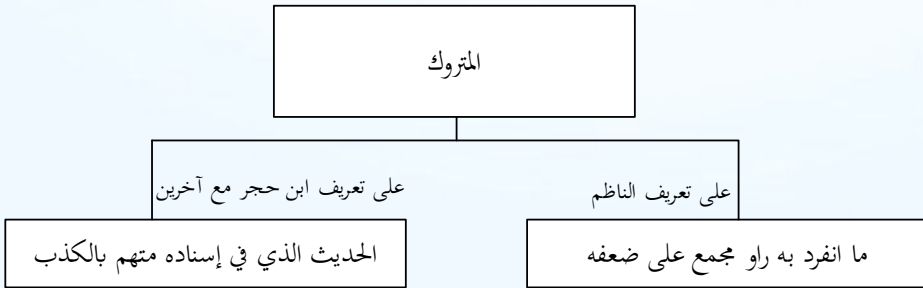 المتروك
على تعريف الناظم
على تعريف ابن حجر مع آخرين
ما انفرد به راو مجمع على ضعفه
الحديث الذي في إسناده متهم بالكذب